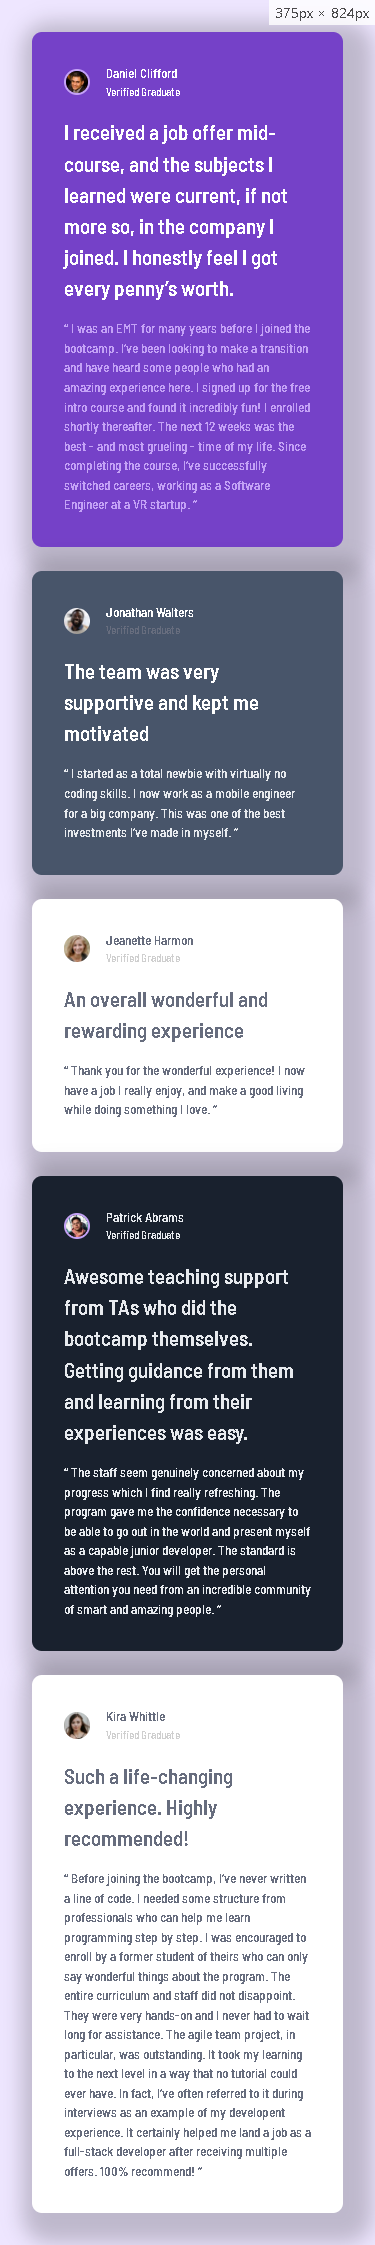 375px × 824px
Daniel Clifford
Verified Graduate
I received a job offer mid-
course, and the subjects I
learned were current, if not
more so, in the company I
joined. I honestly feel I got
every penny’s worth.
“ I was an EMT for many years before I joined the
bootcamp. I’ve been looking to make a transition
and have heard some people who had an
amazing experience here. I signed up for the free
intro course and found it incredibly fun! I enrolled
shortly thereafter. The next 12 weeks was the
best - and most grueling - time of my life. Since
completing the course, I’ve successfully
switched careers, working as a Software
Engineer at a VR startup. ”
Jonathan Walters
Verified Graduate
The team was very
supportive and kept me
motivated
“ I started as a total newbie with virtually no
coding skills. I now work as a mobile engineer
for a big company. This was one of the best
investments I’ve made in myself. ”
Jeanette Harmon
Verified Graduate
An overall wonderful and
rewarding experience
“ Thank you for the wonderful experience! I now
have a job I really enjoy, and make a good living
while doing something I love. ”
Patrick Abrams
Verified Graduate
Awesome teaching support
from TAs who did the
bootcamp themselves.
Getting guidance from them
and learning from their
experiences was easy.
“ The staff seem genuinely concerned about my
progress which I find really refreshing. The
program gave me the confidence necessary to
be able to go out in the world and present myself
as a capable junior developer. The standard is
above the rest. You will get the personal
attention you need from an incredible community
of smart and amazing people. ”
Kira Whittle
Verified Graduate
Such a life-changing
experience. Highly
recommended!
“ Before joining the bootcamp, I’ve never written
a line of code. I needed some structure from
professionals who can help me learn
programming step by step. I was encouraged to
enroll by a former student of theirs who can only
say wonderful things about the program. The
entire curriculum and staff did not disappoint.
They were very hands-on and I never had to wait
long for assistance. The agile team project, in
particular, was outstanding. It took my learning
to the next level in a way that no tutorial could
ever have. In fact, I’ve often referred to it during
interviews as an example of my developent
experience. It certainly helped me land a job as a
full-stack developer after receiving multiple
offers. 100% recommend! ”